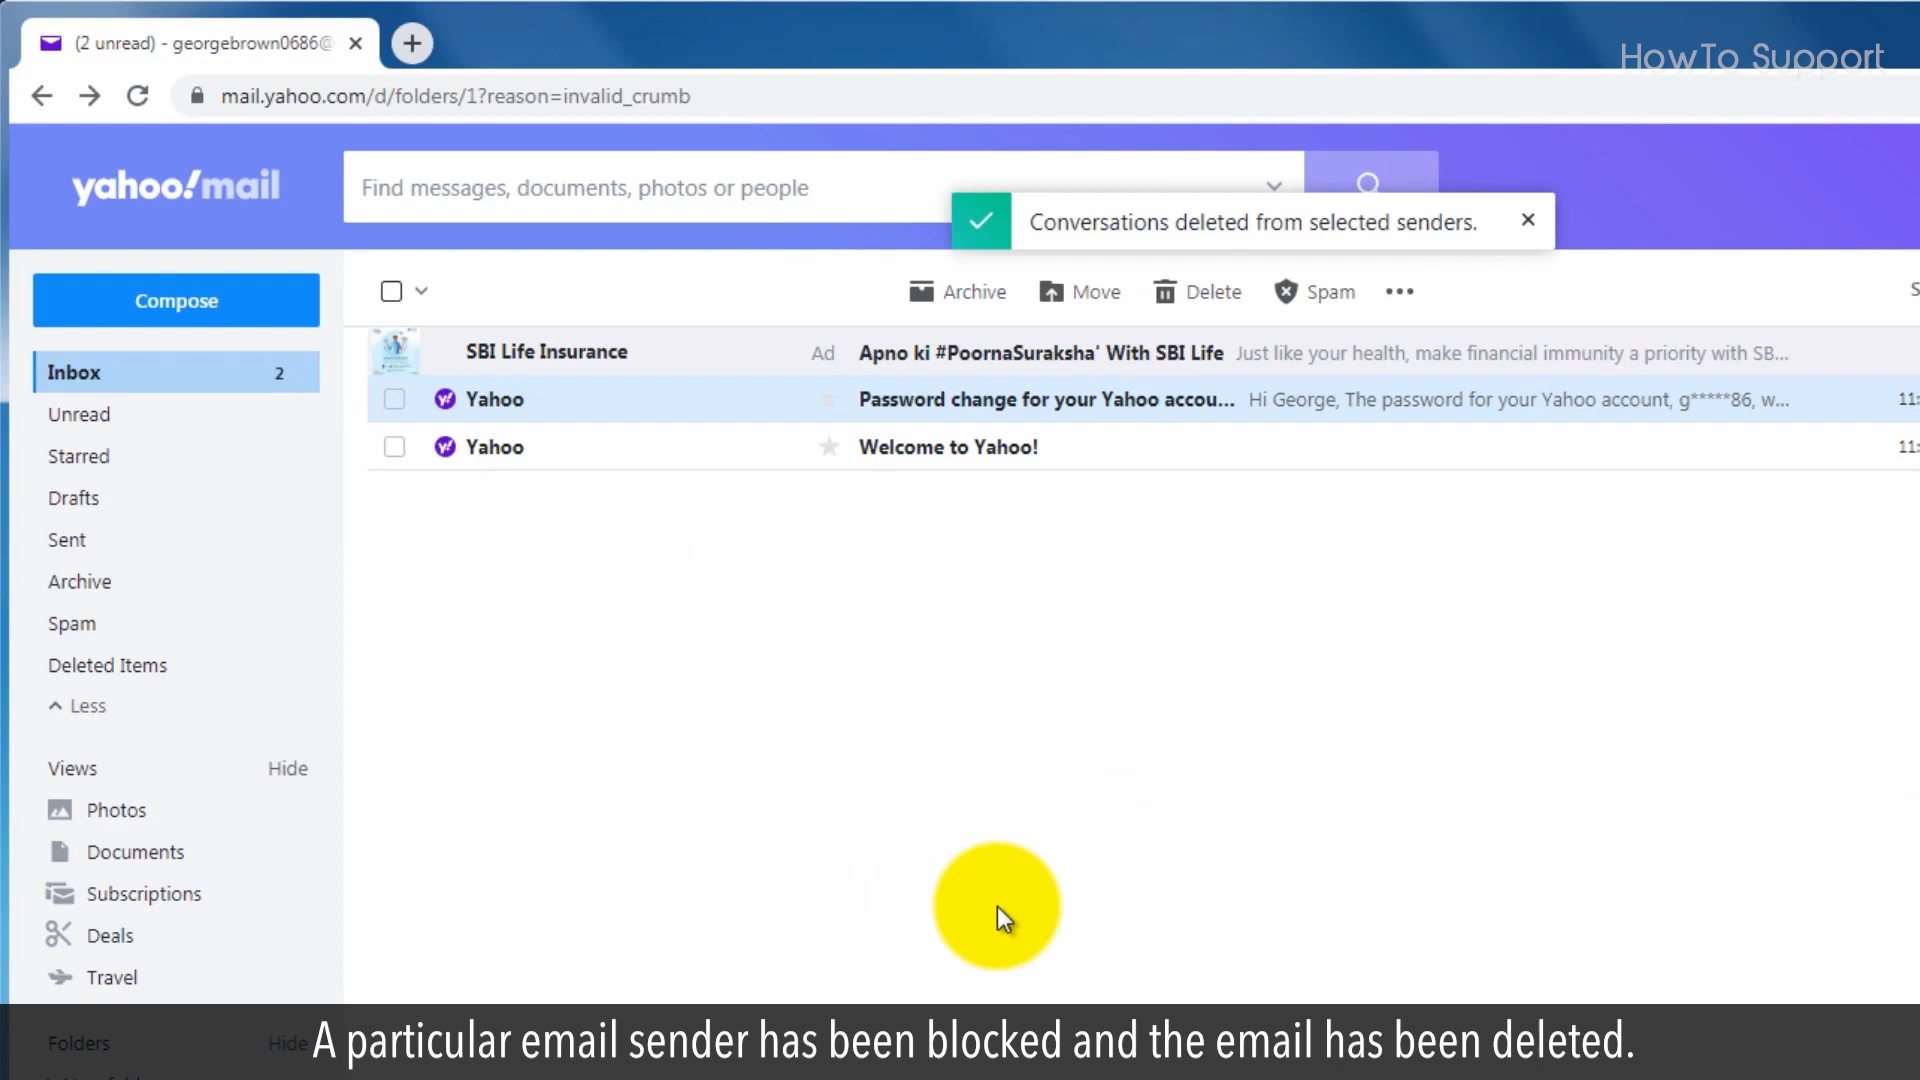 (2 unread) - georgebrown0686@
HowTo Support
mail.yahoo.com/d/folders/1?reason=invalid_crumb
yahoo!mail
Find messages, documents, photos or people
Conversations deleted from selected senders.
Compose
Archive Move Delete Spam
S
Inbox 2
Unread
Starred
Drafts
Sent
Archive
Spam
Deleted Items
Less
SBI Life Insurance Ad Apno ki #PoornaSuraksha' With SBI Life Just like your health, make financial immunity a priority with SB...
Yahoo Password change for your Yahoo accou... Hi George, The password for your Yahoo account, g*****86, w... 11:
Yahoo Welcome to Yahoo! 11:
Views Hide
Photos
Documents
Subscriptions
Deals
Travel
Folders Hide
A particular email sender has been blocked and the email has been deleted.